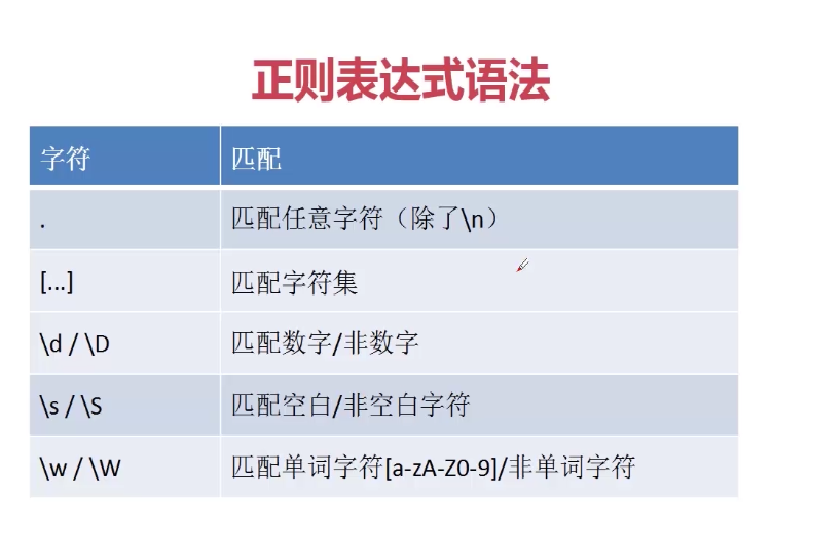 正则表达式语法
字符 匹配
. 匹配任意字符（除了\n）
[...] 匹配字符集
\d / \D 匹配数字/非数字
\s / \S 匹配空白/非空白字符
\w / \W 匹配单词字符[a-zA-Z0-9]/非单词字符